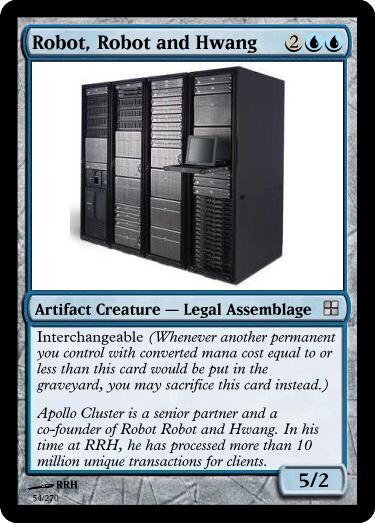 Robot, Robot and Hwang 2
Artifact Creature — Legal Assemblage
Interchangeable (Whenever another permanent
you control with converted mana cost equal to or
less than this card would be put in the
graveyard, you may sacrifice this card instead.)
Apollo Cluster is a senior partner and a
co-founder of Robot Robot and Hwang. In his
time at RRH, he has processed more than 10
million unique transactions for clients.
5/2
RRH
54/270